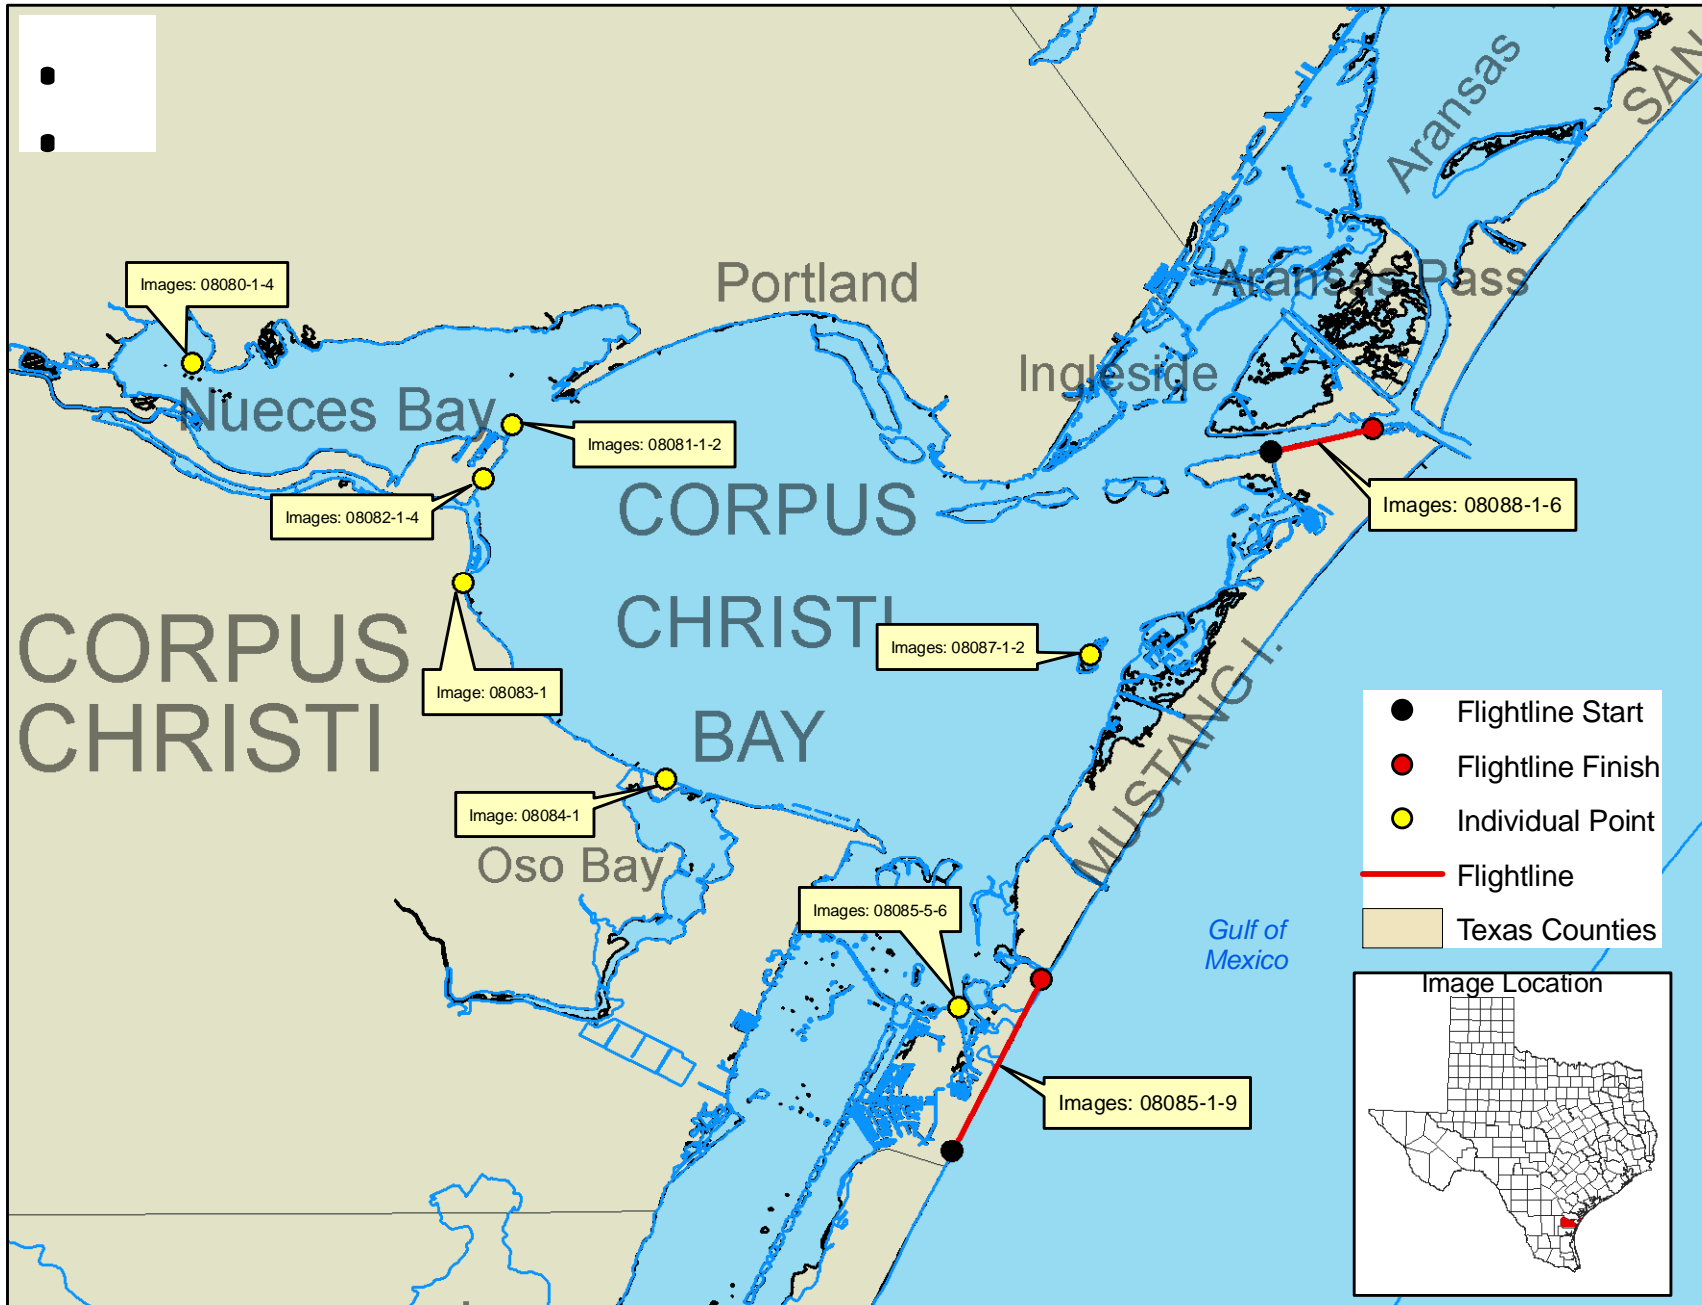 Aransas
SAN
Portland
Aransas Pass
Images: 08080-1-4
Ingleside
Nueces Bay
Images: 08081-1-2
Images: 08082-1-4
CORPUS
CHRISTI
BAY
Images: 08088-1-6
CORPUS
CHRISTI
Images: 08087-1-2
Image: 08083-1
MUSTANG I.
Image: 08084-1
Oso Bay
Images: 08085-5-6
Gulf of
Mexico
Images: 08085-1-9
Flightline Start
Flightline Finish
Individual Point
Flightline
Texas Counties
Image Location